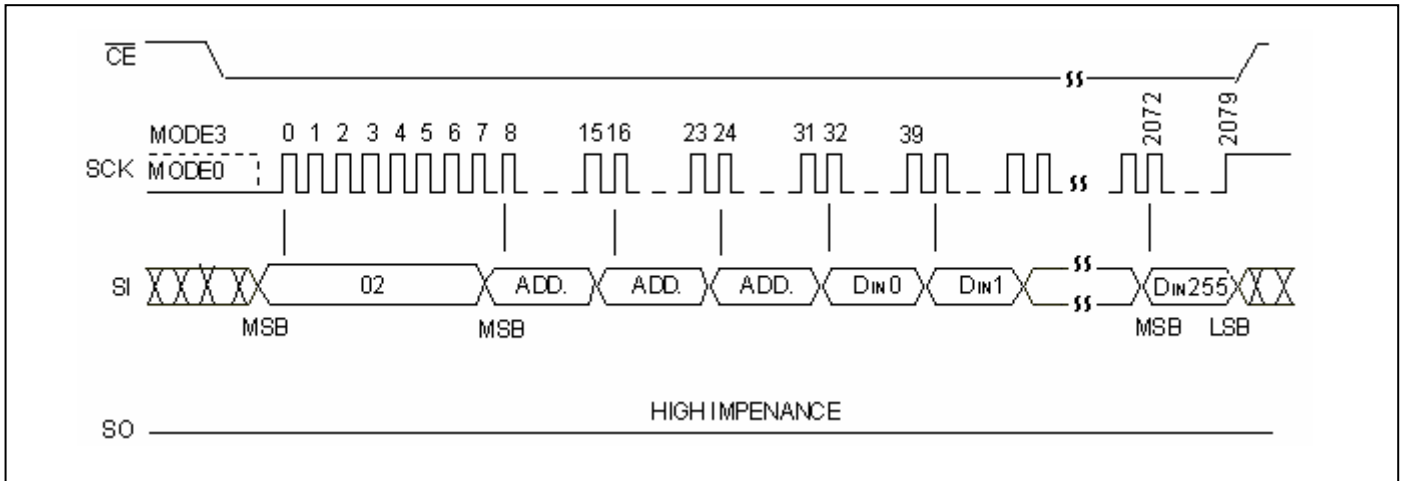 CE
MODE3 0 1 2 3 4 5 6 7 8 15 16 23 24 31 32 39 2072 2079
SCK MODE0
SI 02 ADD. ADD. ADD. DIN0 DIN1 DIN255
MSB MSB MSB LSB
HIGH IMPENANCE
SO